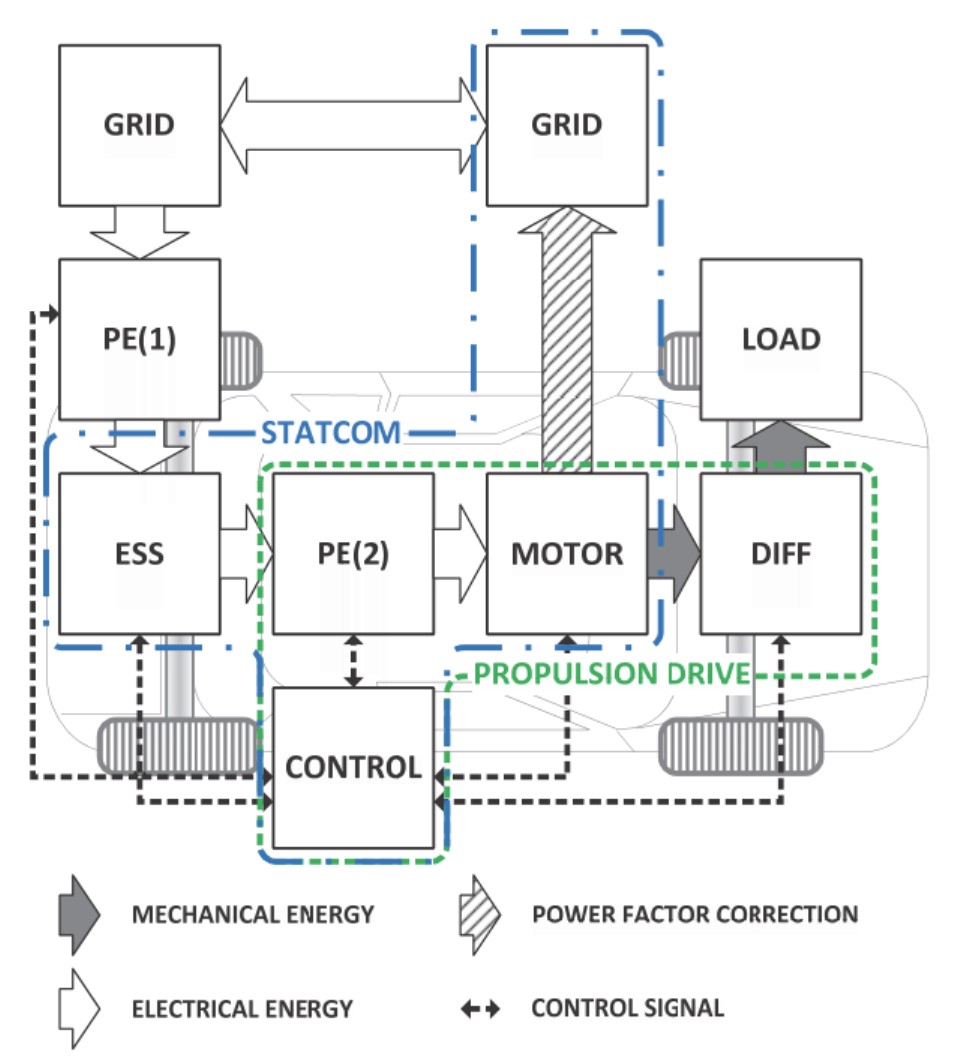 GRID
GRID
PE(1)
LOAD
STATCOM
ESS
PE(2)
MOTOR
DIFF
PROPULSION DRIVE
CONTROL
MECHANICAL ENERGY
POWER FACTOR CORRECTION
ELECTRICAL ENERGY
CONTROL SIGNAL